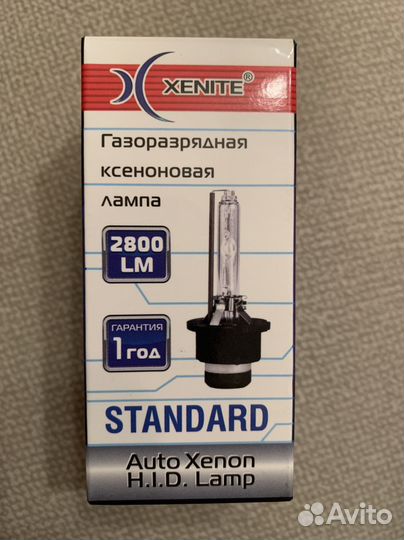 XENITE®
Газоразрядная
ксеноновая
лампа
2800
LM
ГАРАНТИЯ
1 год
STANDARD
Auto Xenon
H.I.D. Lamp
Avito